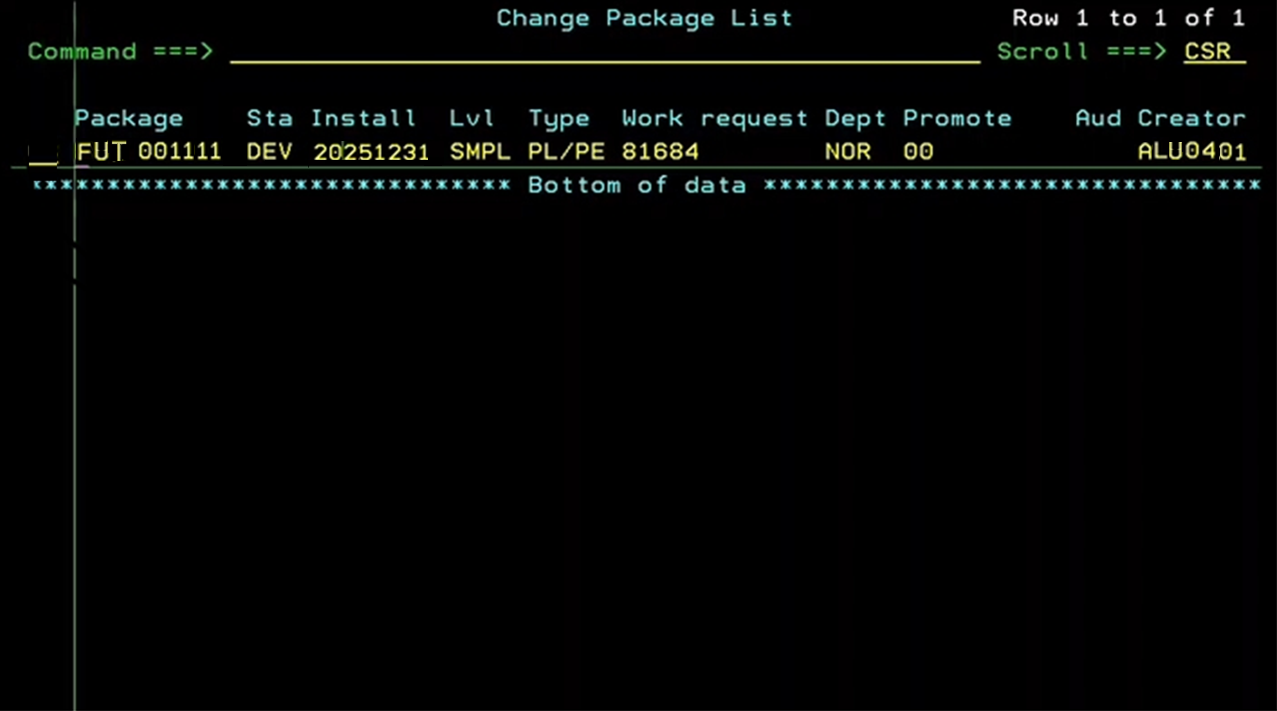 Change Package List Row 1 to 1 of 1
Command ===> Scroll ===> CSR
Package Sta Install Lvl Type Work request Dept Promote Aud Creator
FUT 001111 DEV 20251231 SMPL PL/PE 81684 NOR 00 ALU0401
******************************* Bottom of data ********************************